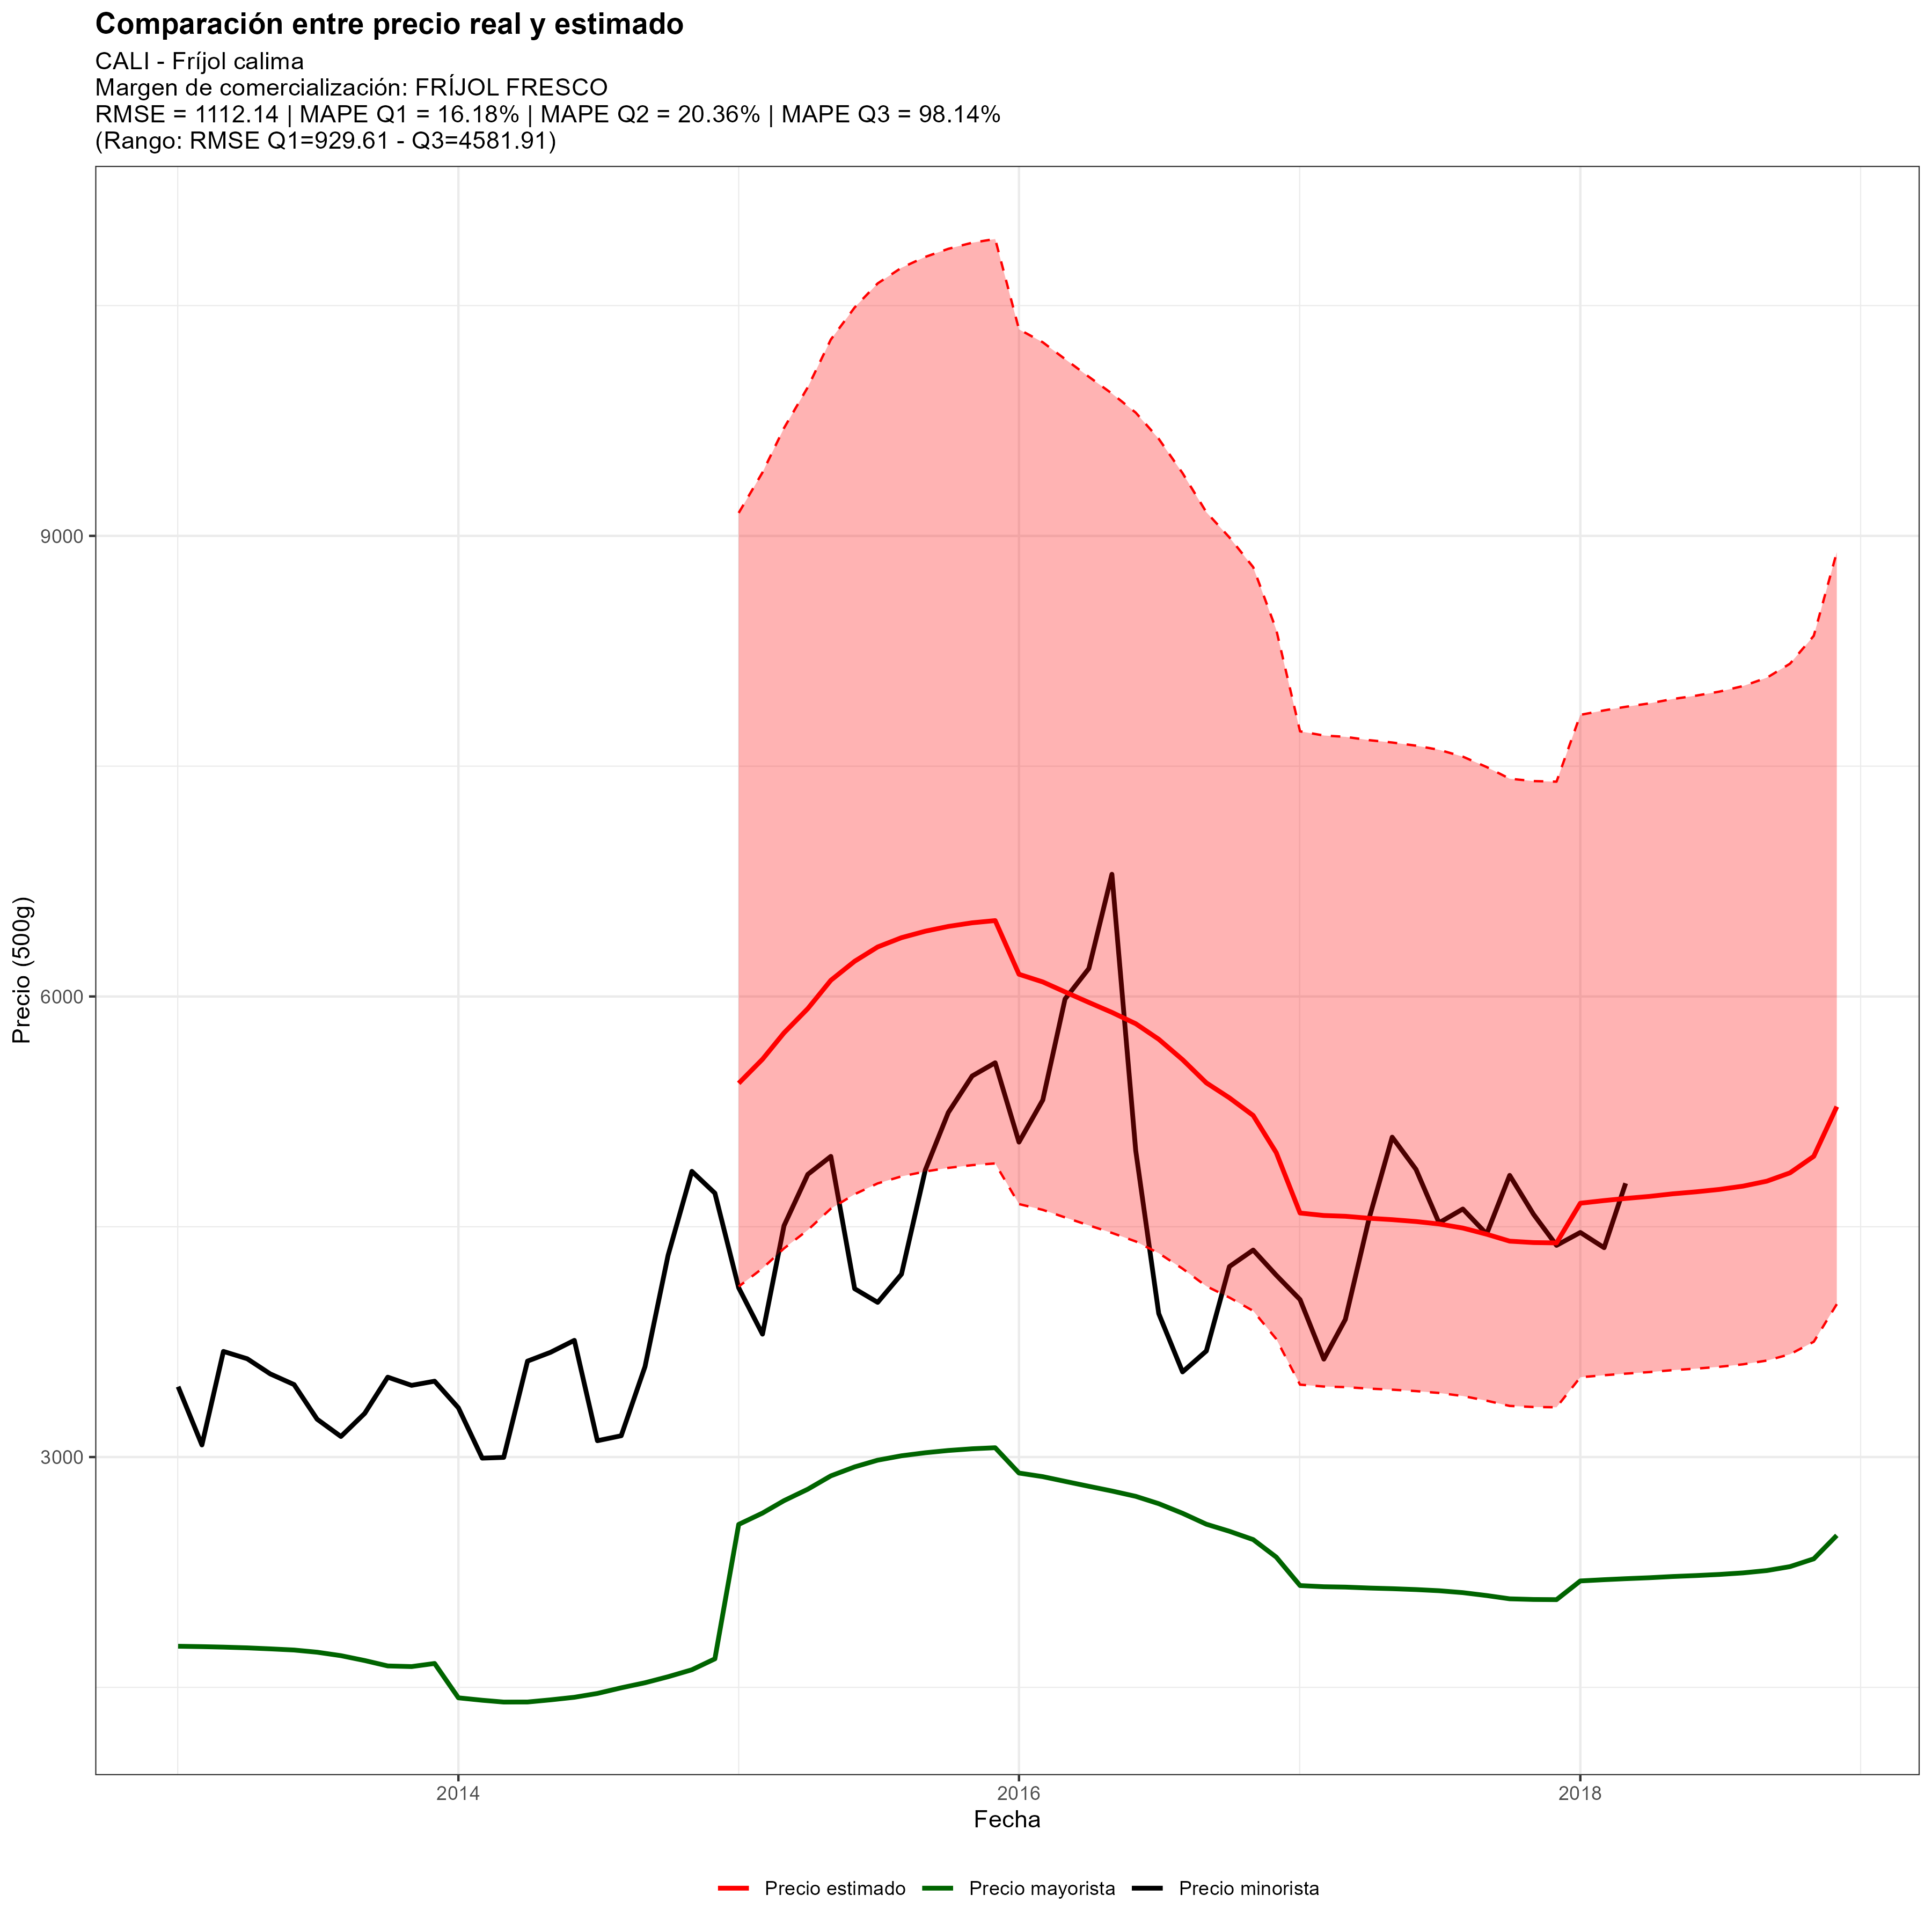 Comparación entre precio real y estimado
CALI - Fríjol calima
Margen de comercialización: FRÍJOL FRESCO
RMSE = 1112.14 | MAPE Q1 = 16.18% | MAPE Q2 = 20.36% | MAPE Q3 = 98.14%
(Rango: RMSE Q1=929.61 - Q3=4581.91)
Precio (500g)
9000
6000
3000
2014
2016
2018
Fecha
Precio estimado
Precio mayorista
Precio minorista